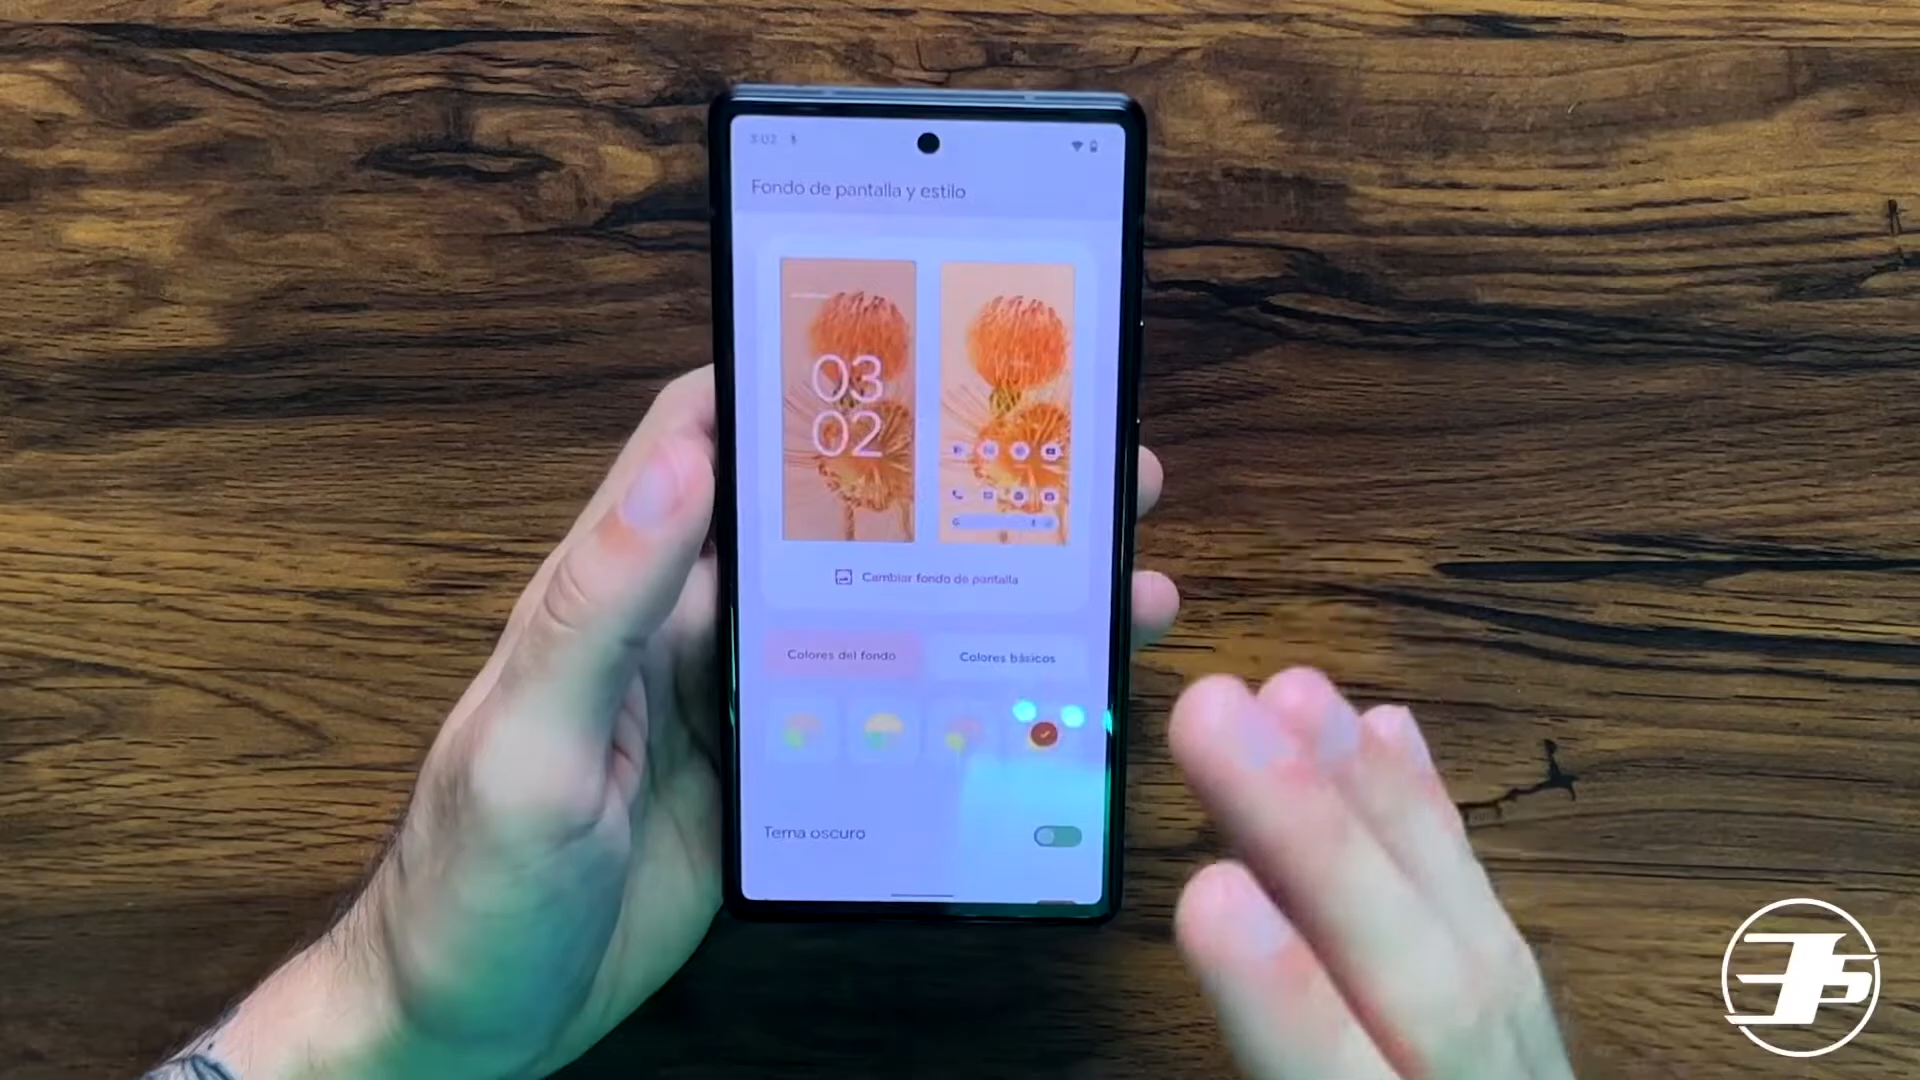 3:02
Fondo de pantalla y estilo
03
02
Cambiar fondo de pantalla
Colores del fondo
Colores básicos
Tema oscuro